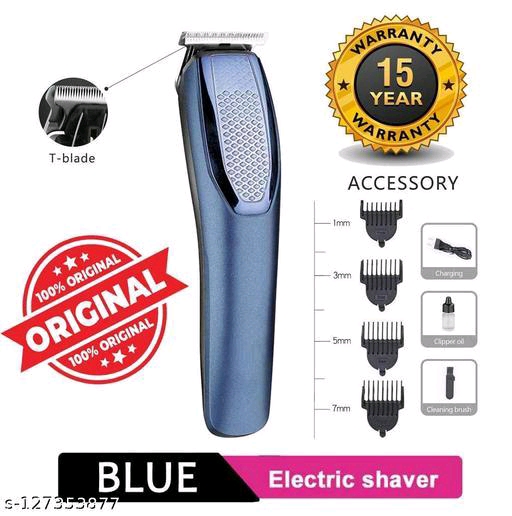 T-blade
WARRANTY
15
YEAR
WARRANTY
ACCESSORY
1mm
3mm
5mm
7mm
Charging
Clipper oil
Cleaning brush
100% ORIGINAL
ORIGINAL
100% ORIGINAL
BLUE
Electric shaver
s-127353877